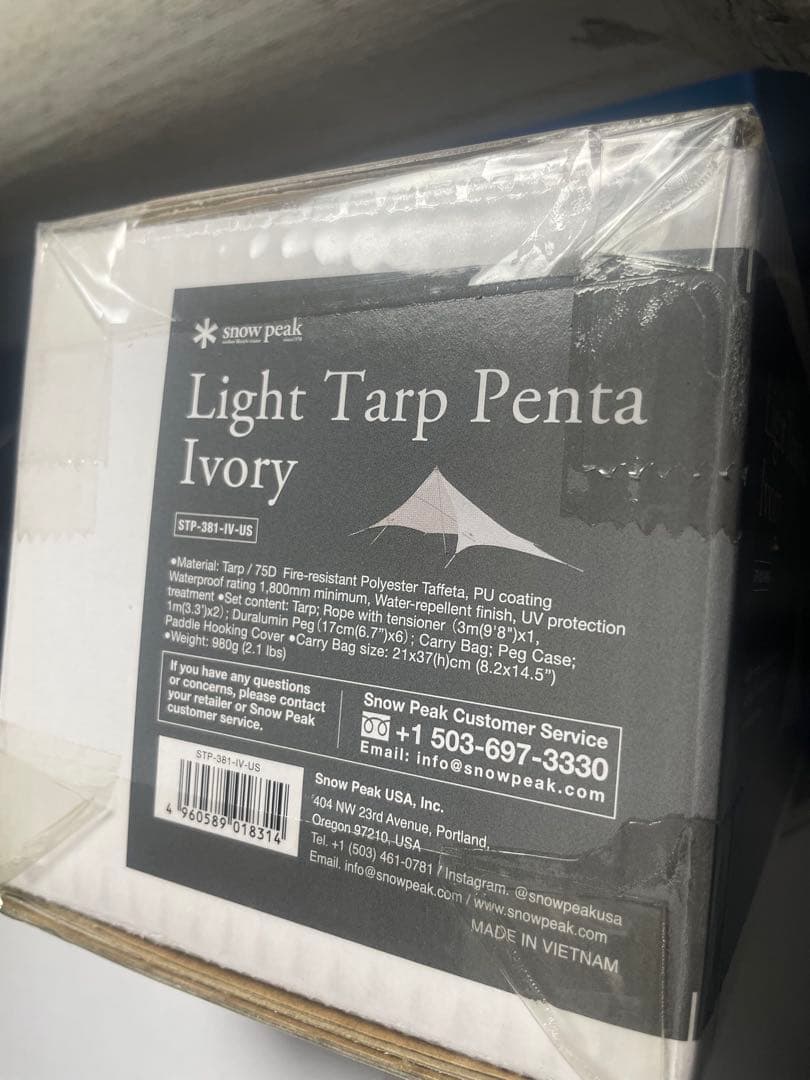 snow peak
Light Tarp Penta
Ivory
STP-381-IV-US
●Material: Tarp / 75D Fire-resistant Polyester Taffeta, PU coating
Waterproof rating 1,800mm minimum, Water-repellent finish, UV protection
treatment ●Set content: Tarp; Rope with tensioner (3m(9'8")x1,
1m(3.3')x2) ; Duralumin Peg (17cm(6.7")x6) ; Carry Bag; Peg Case;
Paddle Hooking Cover ●Carry Bag size: 21x37(h)cm (8.2x14.5")
●Weight: 980g (2.1 lbs)
If you have any questions
or concerns, please contact
your retailer or Snow Peak
customer service.
Snow Peak Customer Service
+1 503-697-3330
Email: info@snowpeak.com
STP-381-IV-US
4 960589 018314
Snow Peak USA, Inc.
404 NW 23rd Avenue, Portland,
Oregon 97210, USA
Tel. +1 (503) 461-0781 / Instagram. @snowpeakusa
Email. info@snowpeak.com / www.snowpeak.com
MADE IN VIETNAM